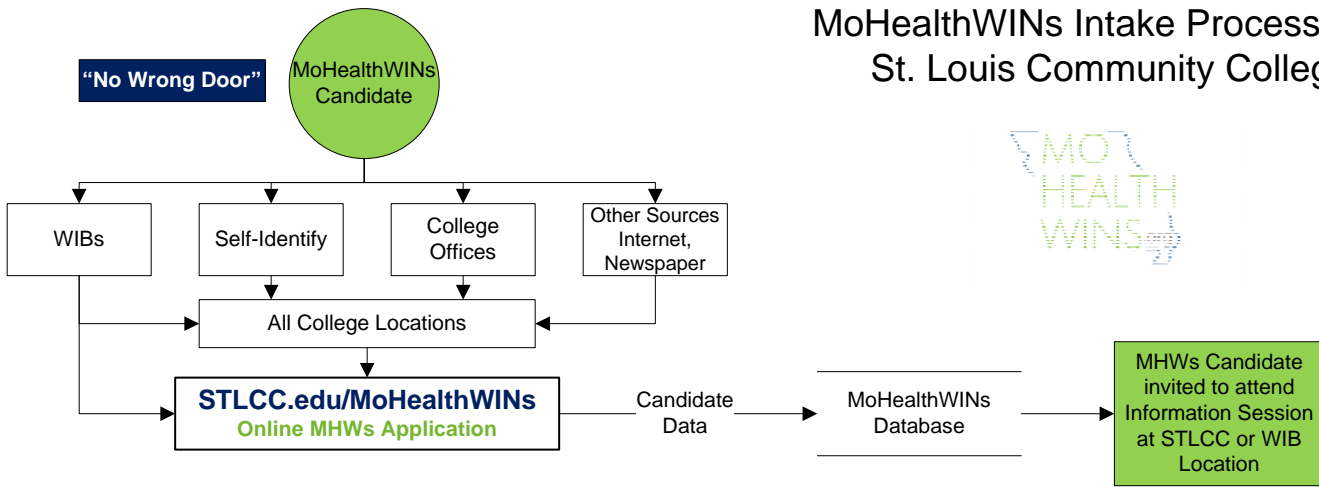 MoHealthWINs Intake Process
St. Louis Community Colleg
“No Wrong Door”
MoHealthWINs
Candidate
MO
HEALTH
WINS
WIBs
Self-Identify
College
Offices
Other Sources
Internet,
Newspaper
All College Locations
STLCC.edu/MoHealthWINs
Online MHWs Application
Candidate
Data
MoHealthWINs
Database
MHWs Candidate
invited to attend
Information Session
at STLCC or WIB
Location